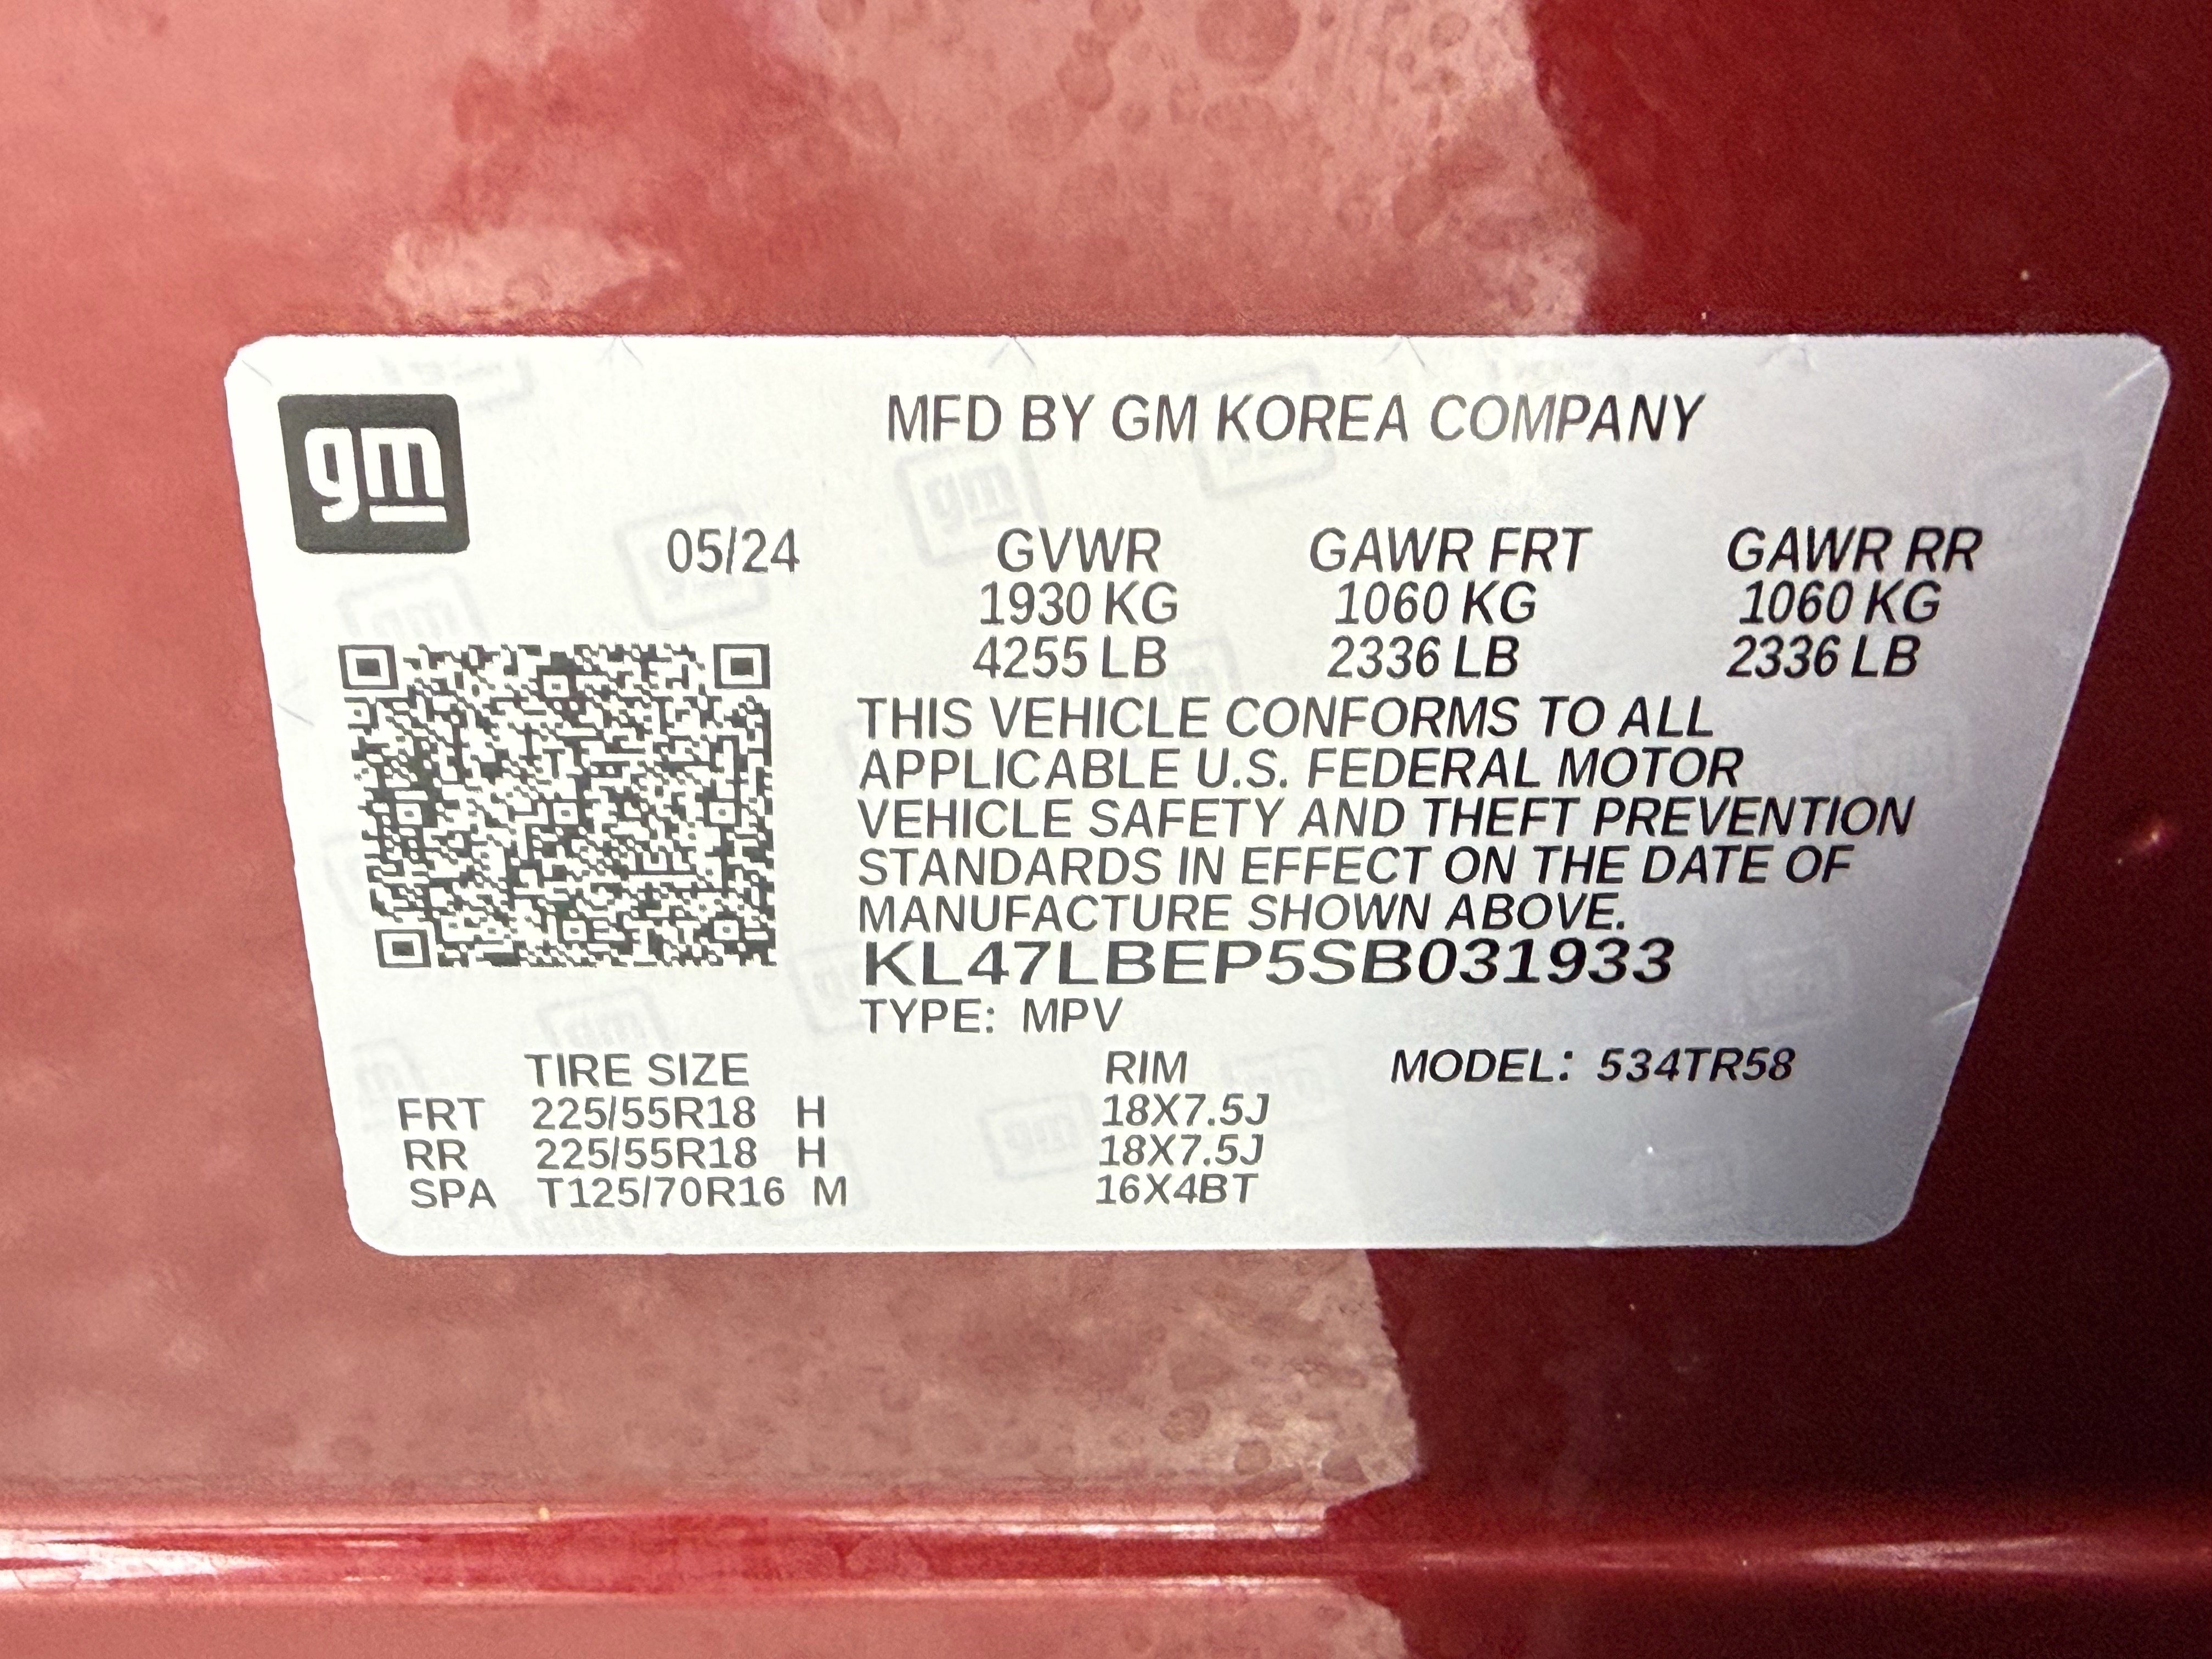 gm
MFD BY GM KOREA COMPANY
05/24 GVWR GAWR FRT GAWR RR
1930 KG 1060 KG 1060 KG
4255 LB 2336 LB 2336 LB
THIS VEHICLE CONFORMS TO ALL
APPLICABLE U.S. FEDERAL MOTOR
VEHICLE SAFETY AND THEFT PREVENTION
STANDARDS IN EFFECT ON THE DATE OF
MANUFACTURE SHOWN ABOVE.
KL47LBEP5SB031933
TYPE: MPV
TIRE SIZE RIM MODEL: 534TR58
FRT 225/55R18 H 18X7.5J
RR 225/55R18 H 18X7.5J
SPA T125/70R16 M 16X4BT